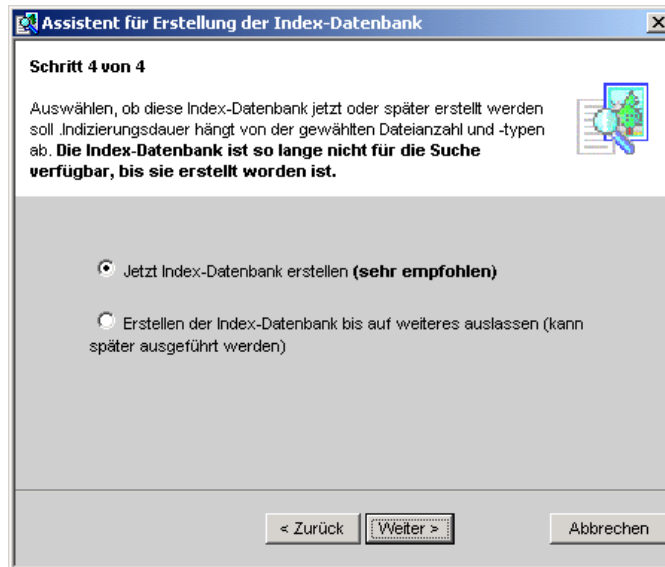 Assistent für Erstellung der Index-Datenbank
Schritt 4 von 4
Auswählen, ob diese Index-Datenbank jetzt oder später erstellt werden
soll .Indizierungsdauer hängt von der gewählten Dateianzahl und -typen
ab. Die Index-Datenbank ist so lange nicht für die Suche
verfügbar, bis sie erstellt worden ist.
Jetzt Index-Datenbank erstellen (sehr empfohlen)
Erstellen der Index-Datenbank bis auf weiteres auslassen (kann
später ausgeführt werden)
< Zurück Weiter > Abbrechen